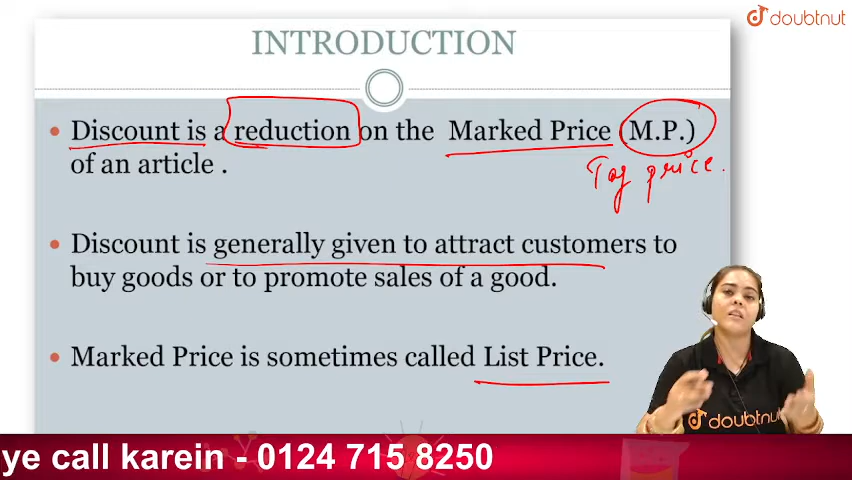 doubtnut
INTRODUCTION
• Discount is a reduction on the Marked Price (M.P.)
of an article .
Tag price.
• Discount is generally given to attract customers to
buy goods or to promote sales of a good.
• Marked Price is sometimes called List Price.
doubtnut
ye call karein - 0124 715 8250